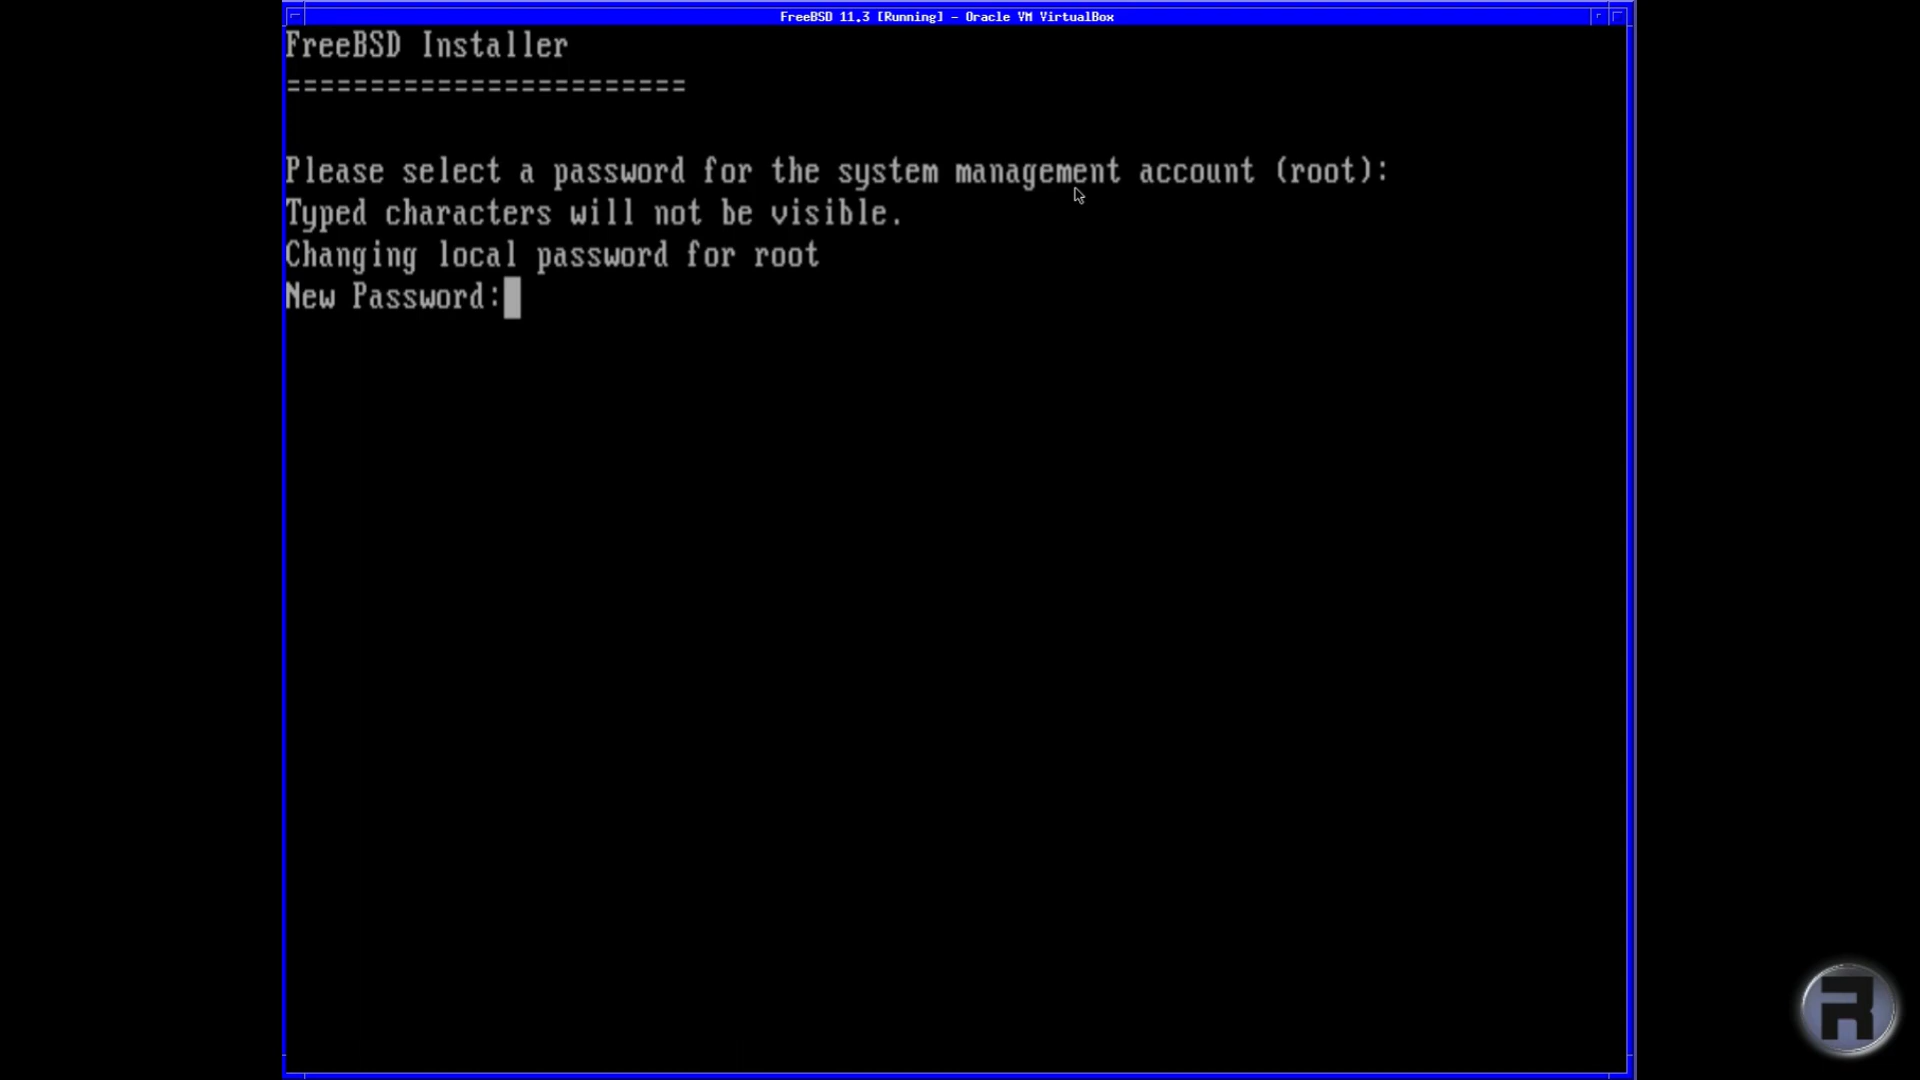 FreeBSD 11.3 [Running] - Oracle VM VirtualBox
FreeBSD Installer
========================
Please select a password for the system management account (root):
Typed characters will not be visible.
Changing local password for root
New Password:
R